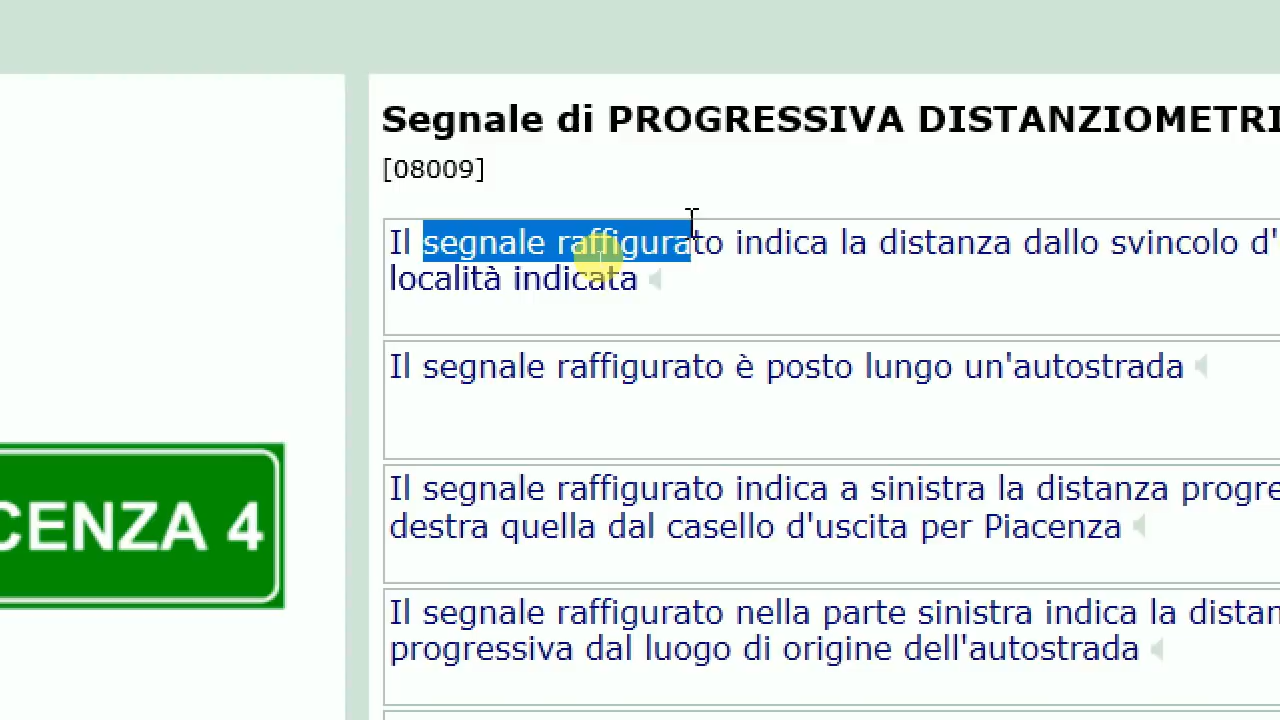 Segnale di PROGRESSIVA DISTANZIOMETRI
[08009]
Il segnale raffigurato indica la distanza dallo svincolo d'
località indicata
Il segnale raffigurato è posto lungo un'autostrada
CENZA 4
Il segnale raffigurato indica a sinistra la distanza progre
destra quella dal casello d'uscita per Piacenza
Il segnale raffigurato nella parte sinistra indica la distan
progressiva dal luogo di origine dell'autostrada